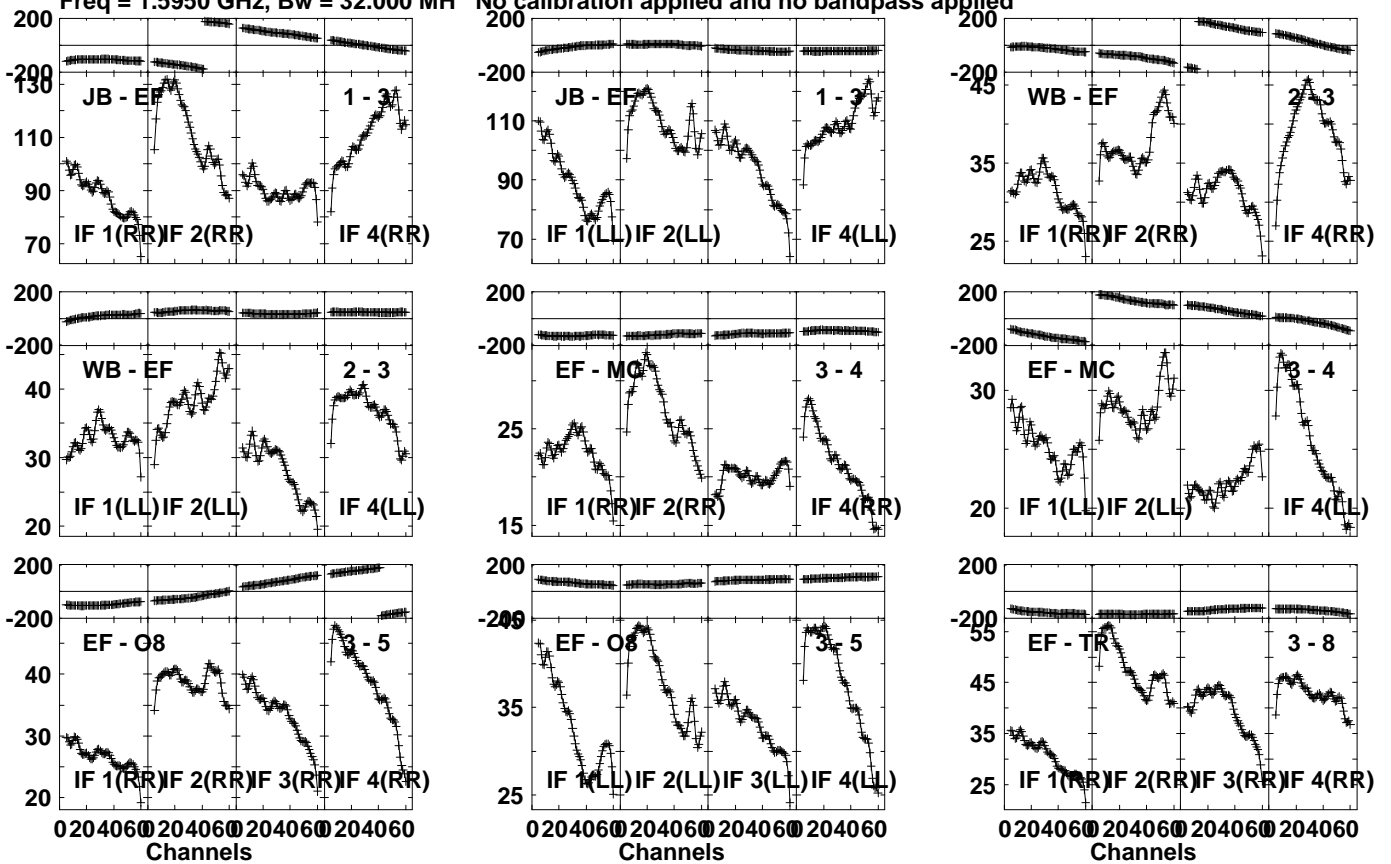 Freq = 1.5950 GHz, Bw = 32.000 MH No calibration applied and no bandpass applied
200 200 200
-200 -200 -200
130 45
JB - EF 1 - 3 JB - EF 1 - 3 WB - EF 2 - 3
110 110 35
90 90
70 70 25
IF 1(RR) IF 2(RR) IF 4(RR) IF 1(LL) IF 2(LL) IF 4(LL) IF 1(RR) IF 2(RR) IF 4(RR)
200 200 200
-200 -200 -200
WB - EF 2 - 3 EF - MC 3 - 4 EF - MC 3 - 4
40 25 30
30
20 15 20
IF 1(LL) IF 2(LL) IF 4(LL) IF 1(RR) IF 2(RR) IF 4(RR) IF 1(LL) IF 2(LL) IF 4(LL)
200 200 200
-200 -200 -200
45 55
EF - O8 3 - 5 EF - O8 3 - 5 EF - TR 3 - 8
40 35 45
30 35
20 25 25
IF 1(RR) IF 2(RR) IF 3(RR) IF 4(RR) IF 1(LL) IF 2(LL) IF 3(LL) IF 4(LL) IF 1(RR) IF 2(RR) IF 3(RR) IF 4(RR)
0 20 40 60 0 20 40 60 0 20 40 60 0 20 40 60 0 20 40 60 0 20 40 60 0 20 40 60 0 20 40 60 0 20 40 60 0 20 40 60 0 20 40 60 0 20 40 60
Channels Channels Channels